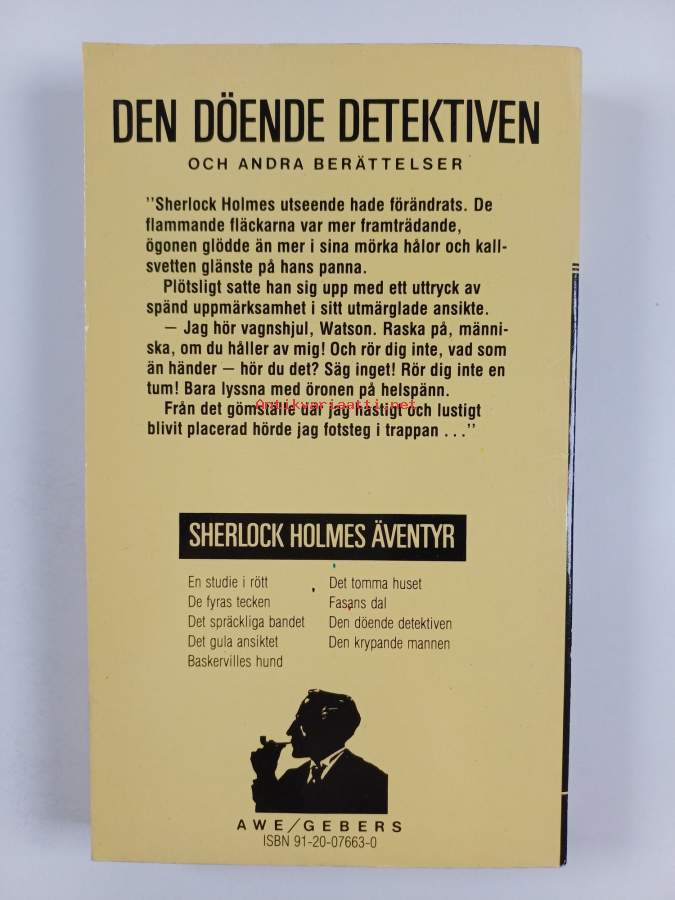 DEN DÖENDE DETEKTIVEN
OCH ANDRA BERÄTTELSER
"Sherlock Holmes utseende hade förändrats. De
flammande fläckarna var mer framträdande,
ögonen glödde än mer i sina mörka hålor och kall-
svetten glänste på hans panna.
Plötsligt satte han sig upp med ett uttryck av
spänd uppmärksamhet i sitt utmärglade ansikte.
— Jag hör vagnshjul, Watson. Raska på, männi-
ska, om du håller av mig! Och rör dig inte, vad som
än händer — hör du det? Säg inget! Rör dig inte en
tum! Bara lyssna med öronen på helspänn.
Antikvariaatti.net
Från det gömställe där jag hastigt och lustigt
blivit placerad hörde jag fotsteg i trappan . . ."
SHERLOCK HOLMES ÄVENTYR
En studie i rött
De fyras tecken
Det spräckliga bandet
Det gula ansiktet
Baskervilles hund
Det tomma huset
Fasans dal
Den döende detektiven
Den krypande mannen
AWE/GEBERS
ISBN 91-20-07663-0